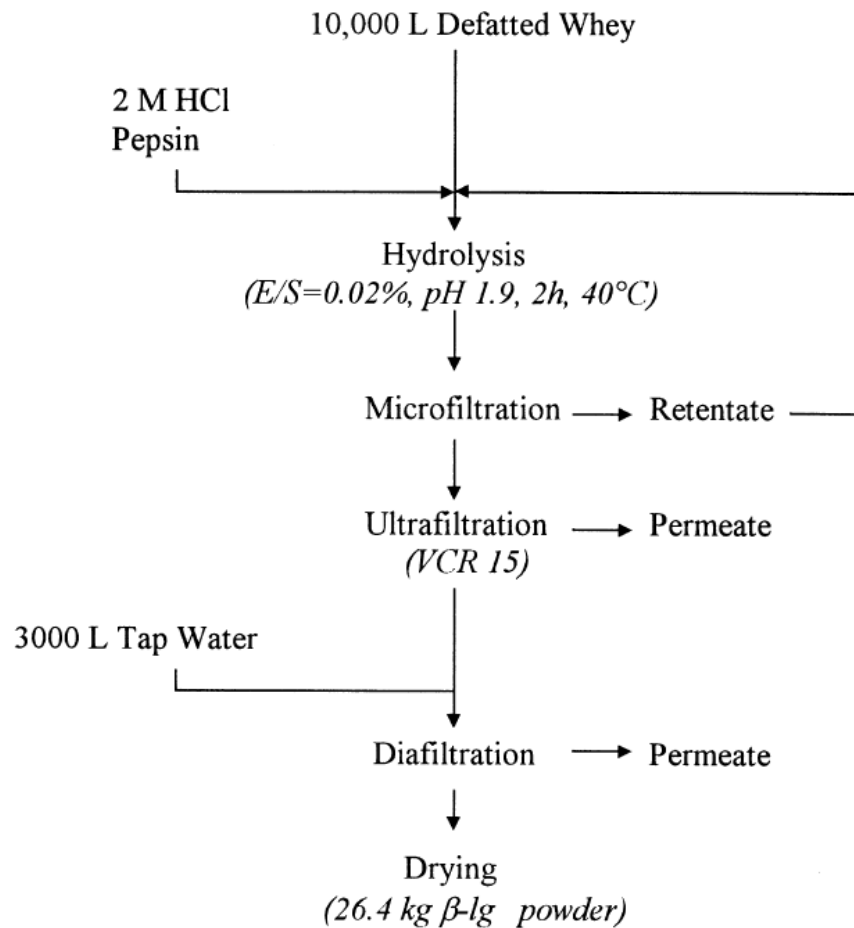 10,000 L Defatted Whey
2 M HCl
Pepsin
Hydrolysis
(E/S=0.02%, pH 1.9, 2h, 40°C)
Microfiltration
Retentate
Ultrafiltration
Permeate
(VCR 15)
3000 L Tap Water
Diafiltration
Permeate
Drying
(26.4 kg β-lg powder)